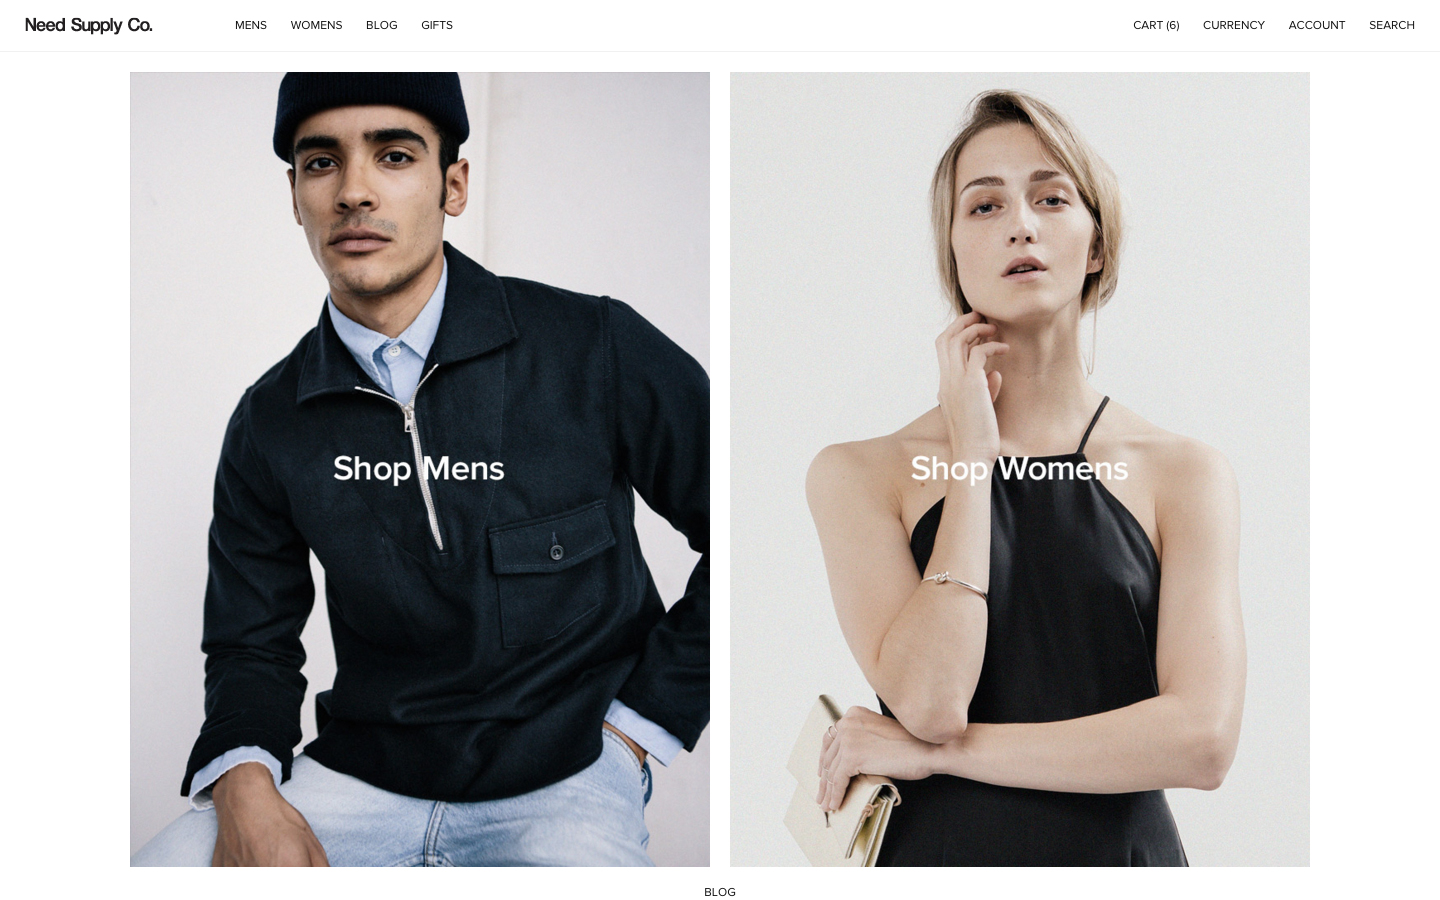 Need Supply Co.
MENS WOMENS BLOG GIFTS
CART (6) CURRENCY ACCOUNT SEARCH
Shop Mens
Shop Womens
BLOG